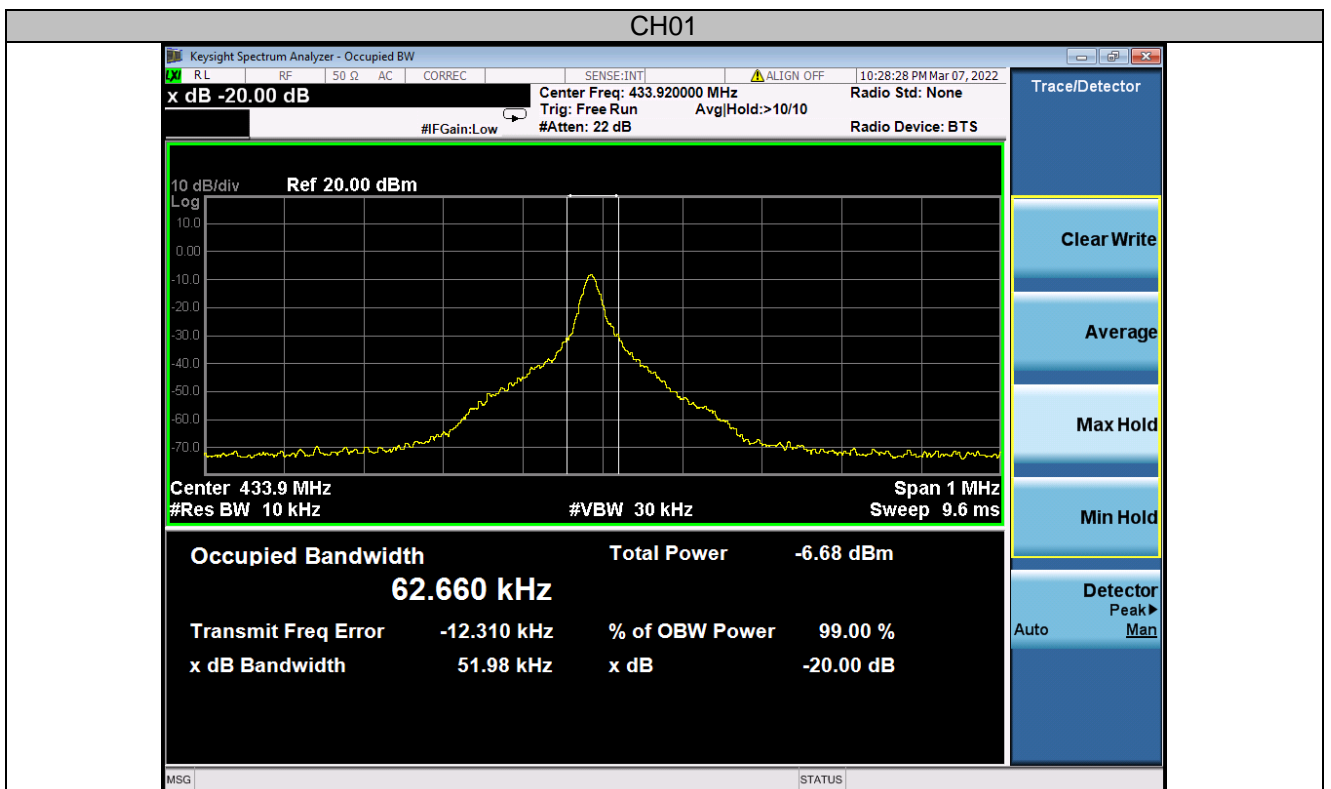 CH01
Keysight Spectrum Analyzer - Occupied BW
LXI RL RF 50 Ω AC CORREC SENSE:INT ALIGN OFF 10:28:28 PM Mar 07, 2022
x dB -20.00 dB
Center Freq: 433.920000 MHz
Radio Std: None
Trig: Free Run Avg|Hold:>10/10
#IFGain:Low #Atten: 22 dB
Radio Device: BTS
10 dB/div Ref 20.00 dBm
Log
10.0
0.00
-10.0
-20.0
-30.0
-40.0
-50.0
-60.0
-70.0
Center 433.9 MHz Span 1 MHz
#Res BW 10 kHz #VBW 30 kHz Sweep 9.6 ms
Occupied Bandwidth Total Power -6.68 dBm
62.660 kHz
Transmit Freq Error -12.310 kHz % of OBW Power 99.00 %
x dB Bandwidth 51.98 kHz x dB -20.00 dB
Trace/Detector
Clear Write
Average
Max Hold
Min Hold
Detector
Peak▶
Auto Man
MSG STATUS